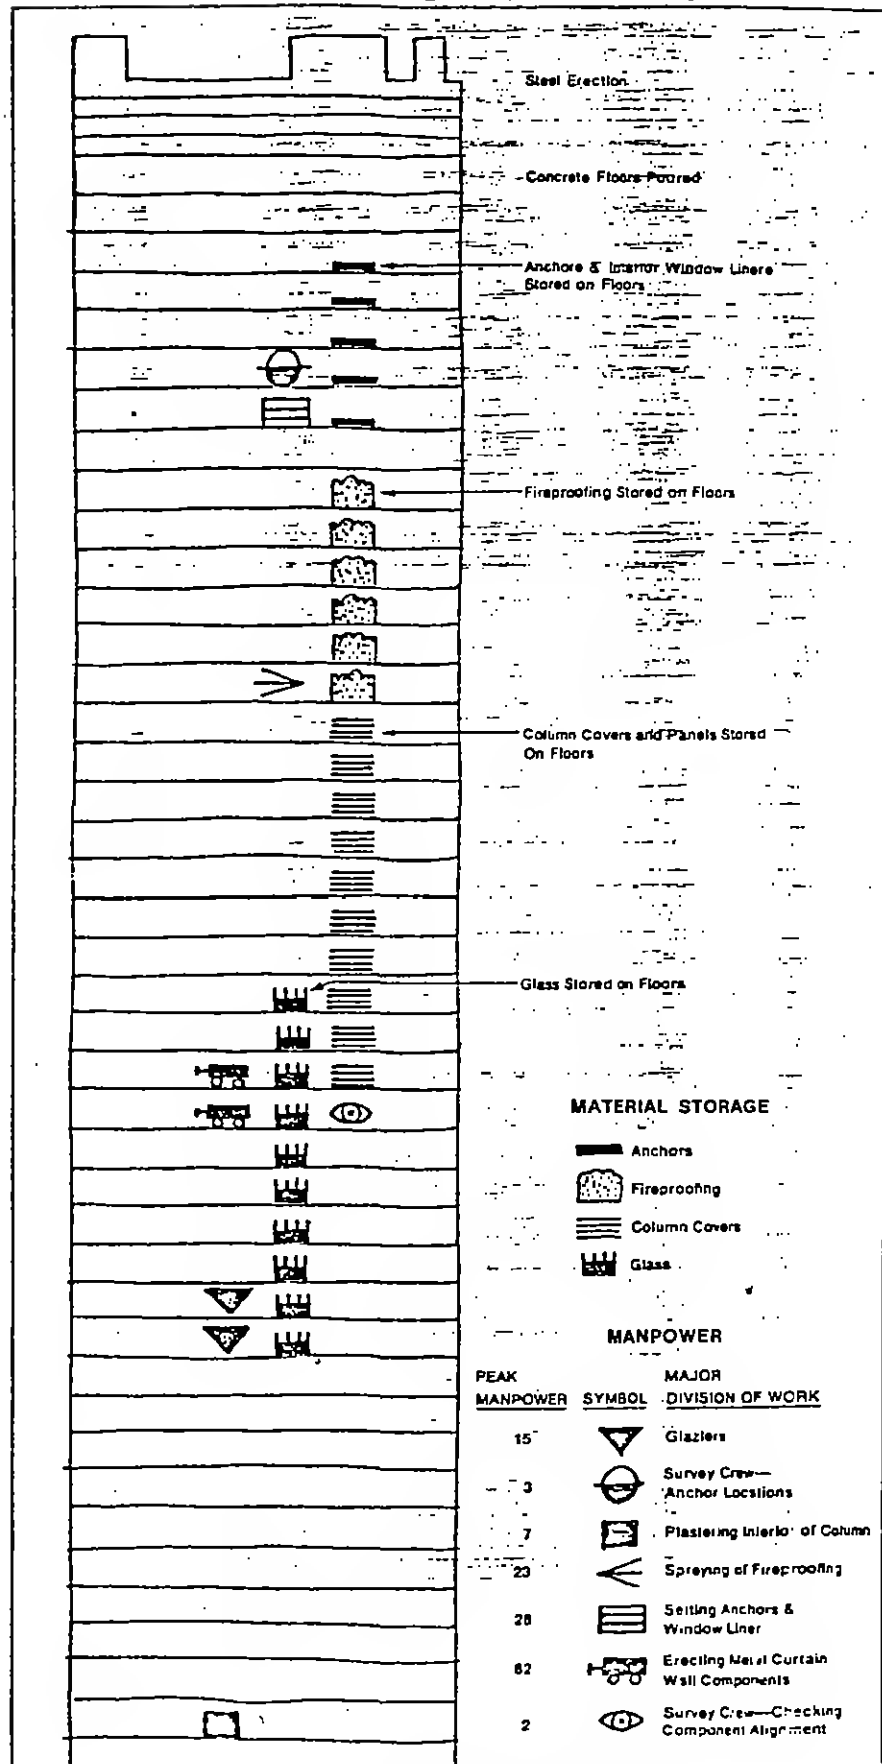 Steel Erection
Concrete Floors Poured
Anchors & Interior Window Liners
Stored on Floors
Fireproofing Stored on Floors
Column Covers and Panels Stored
On Floors
Glass Stored on Floors
MATERIAL STORAGE
Anchors
Fireproofing
Column Covers
Glass
MANPOWER
PEAK
MANPOWER
SYMBOL
MAJOR
DIVISION OF WORK
15
Glaziers
3
Survey Crew—
Anchor Locations
7
Plastering Interior of Column
23
Spraying of Fireproofing
28
Setting Anchors &
Window Liner
62
Erecting Metal Curtain
Wall Components
2
Survey Crew—Checking
Component Alignment